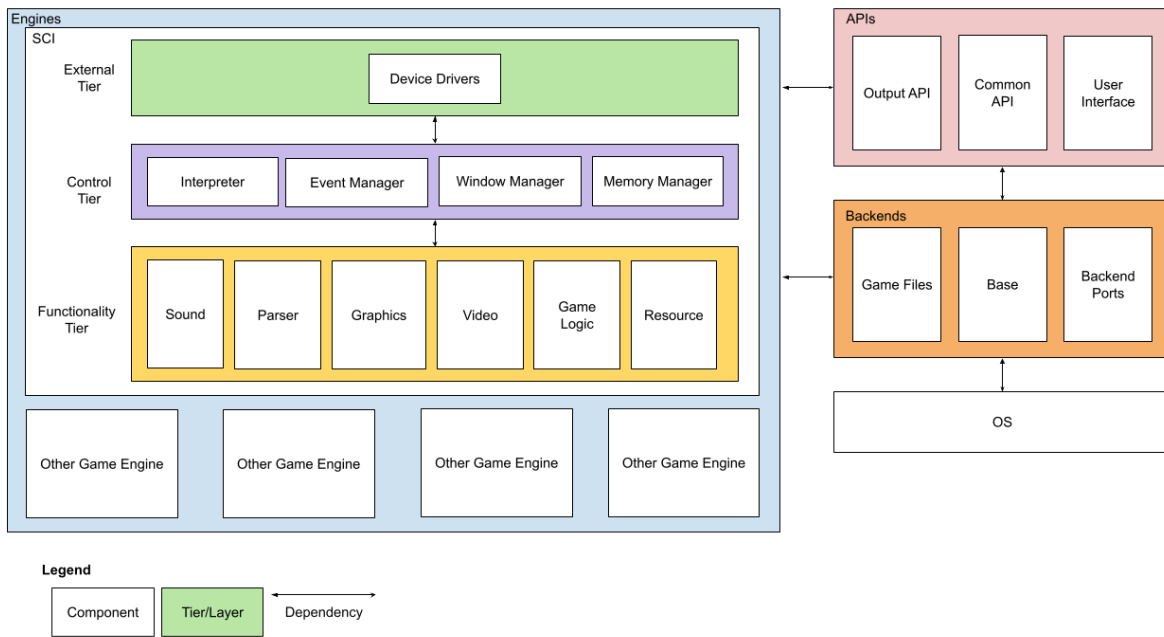 Engines
SCI
External
Tier
Device Drivers
Control
Tier
Interpreter
Event Manager
Window Manager
Memory Manager
Functionality
Tier
Sound
Parser
Graphics
Video
Game
Logic
Resource
Other Game Engine
Other Game Engine
Other Game Engine
Other Game Engine
APIs
Output API
Common
API
User
Interface
Backends
Game Files
Base
Backend
Ports
OS
Legend
Component
Tier/Layer
Dependency